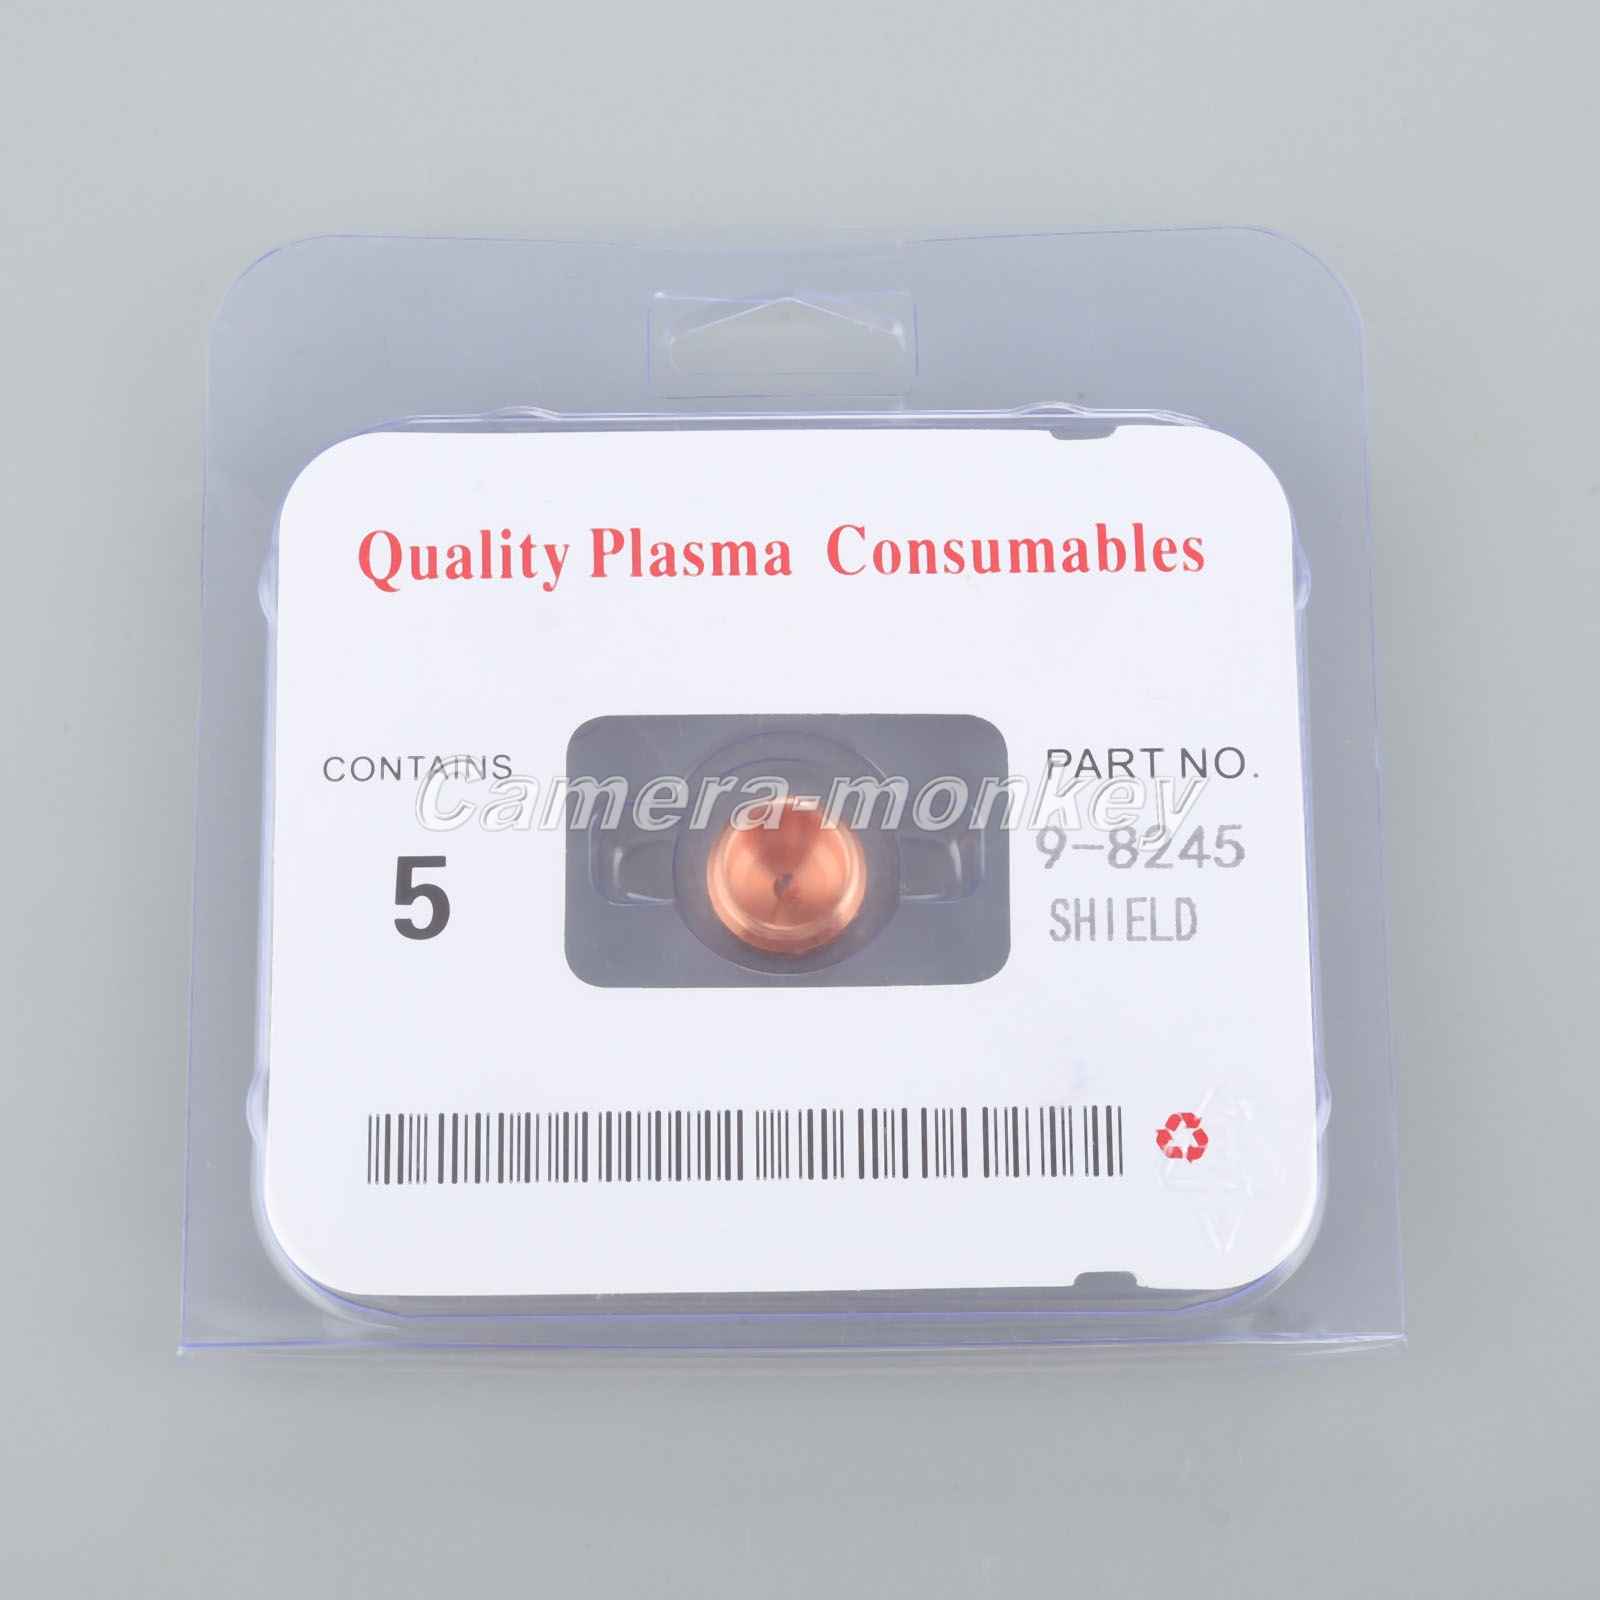 Quality Plasma Consumables
CONTAINS
5
PART NO.
9-8245
SHIELD
Camera-monkey